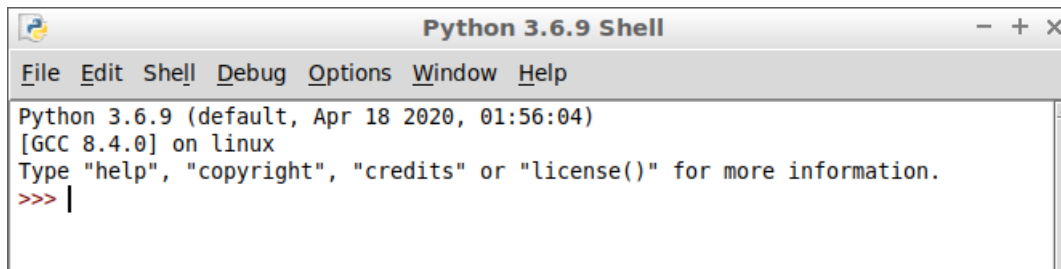 Python 3.6.9 Shell
File Edit Shell Debug Options Window Help
Python 3.6.9 (default, Apr 18 2020, 01:56:04)
[GCC 8.4.0] on linux
Type "help", "copyright", "credits" or "license()" for more information.
>>>